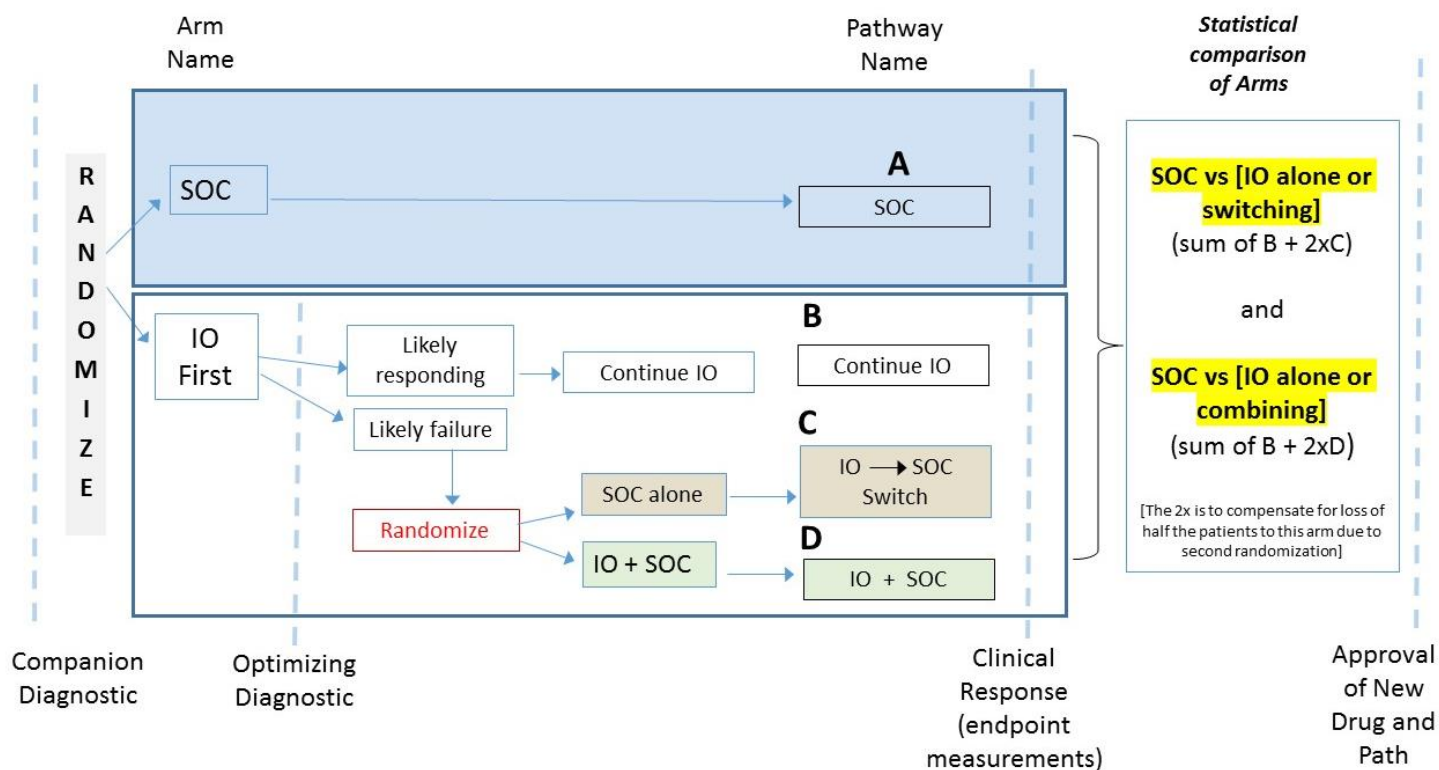 Arm
Name
Pathway
Name
Statistical
comparison
of Arms
R
A
N
D
O
M
I
Z
E
SOC
A
SOC
IO
First
Likely
responding
Continue IO
B
Continue IO
Likely failure
Randomize
SOC alone
C
IO → SOC
Switch
IO + SOC
D
IO + SOC
SOC vs [IO alone or
switching]
(sum of B + 2xC)
and
SOC vs [IO alone or
combining]
(sum of B + 2xD)
[The 2x is to compensate for loss of
half the patients to this arm due to
second randomization]
Companion
Diagnostic
Optimizing
Diagnostic
Clinical
Response
(endpoint
measurements)
Approval
of New
Drug and
Path